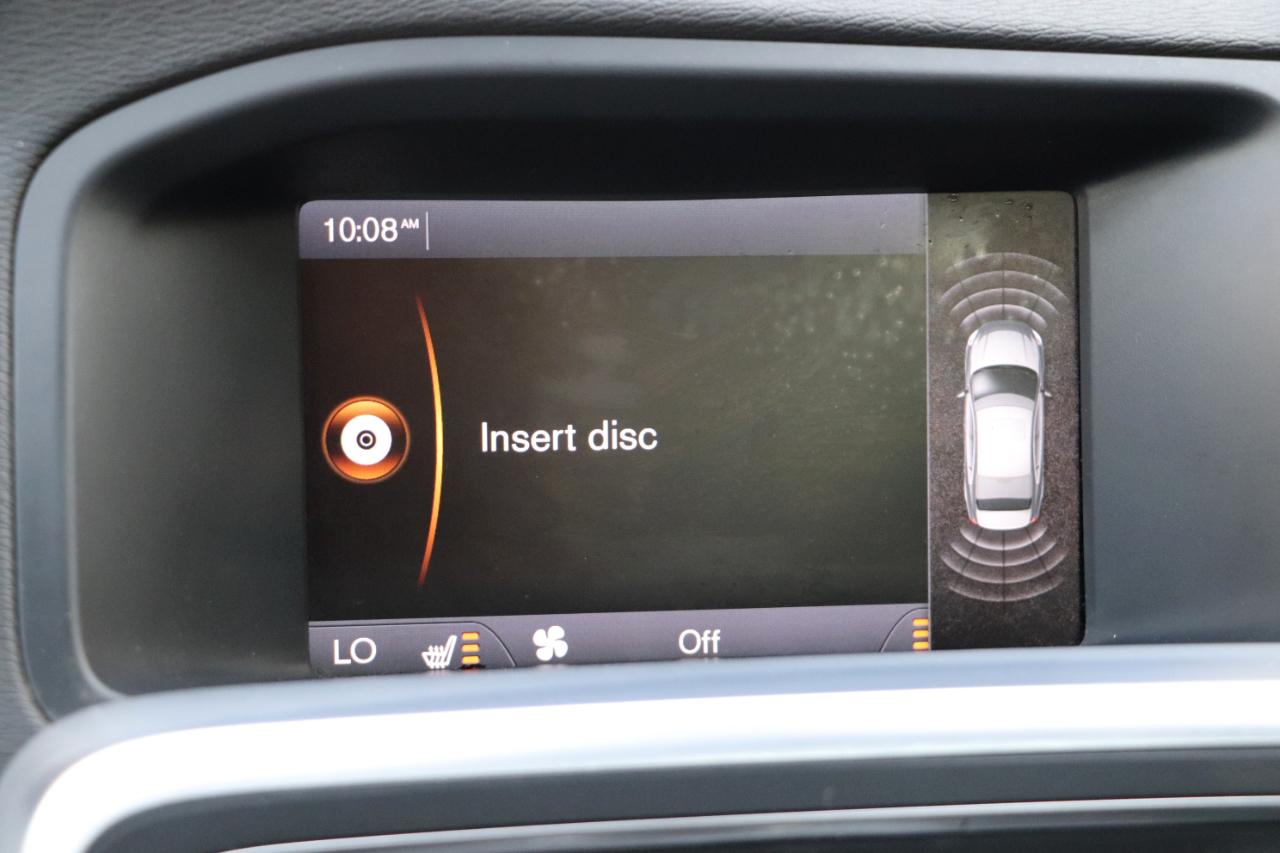 10:08 AM
Insert disc
LO Off